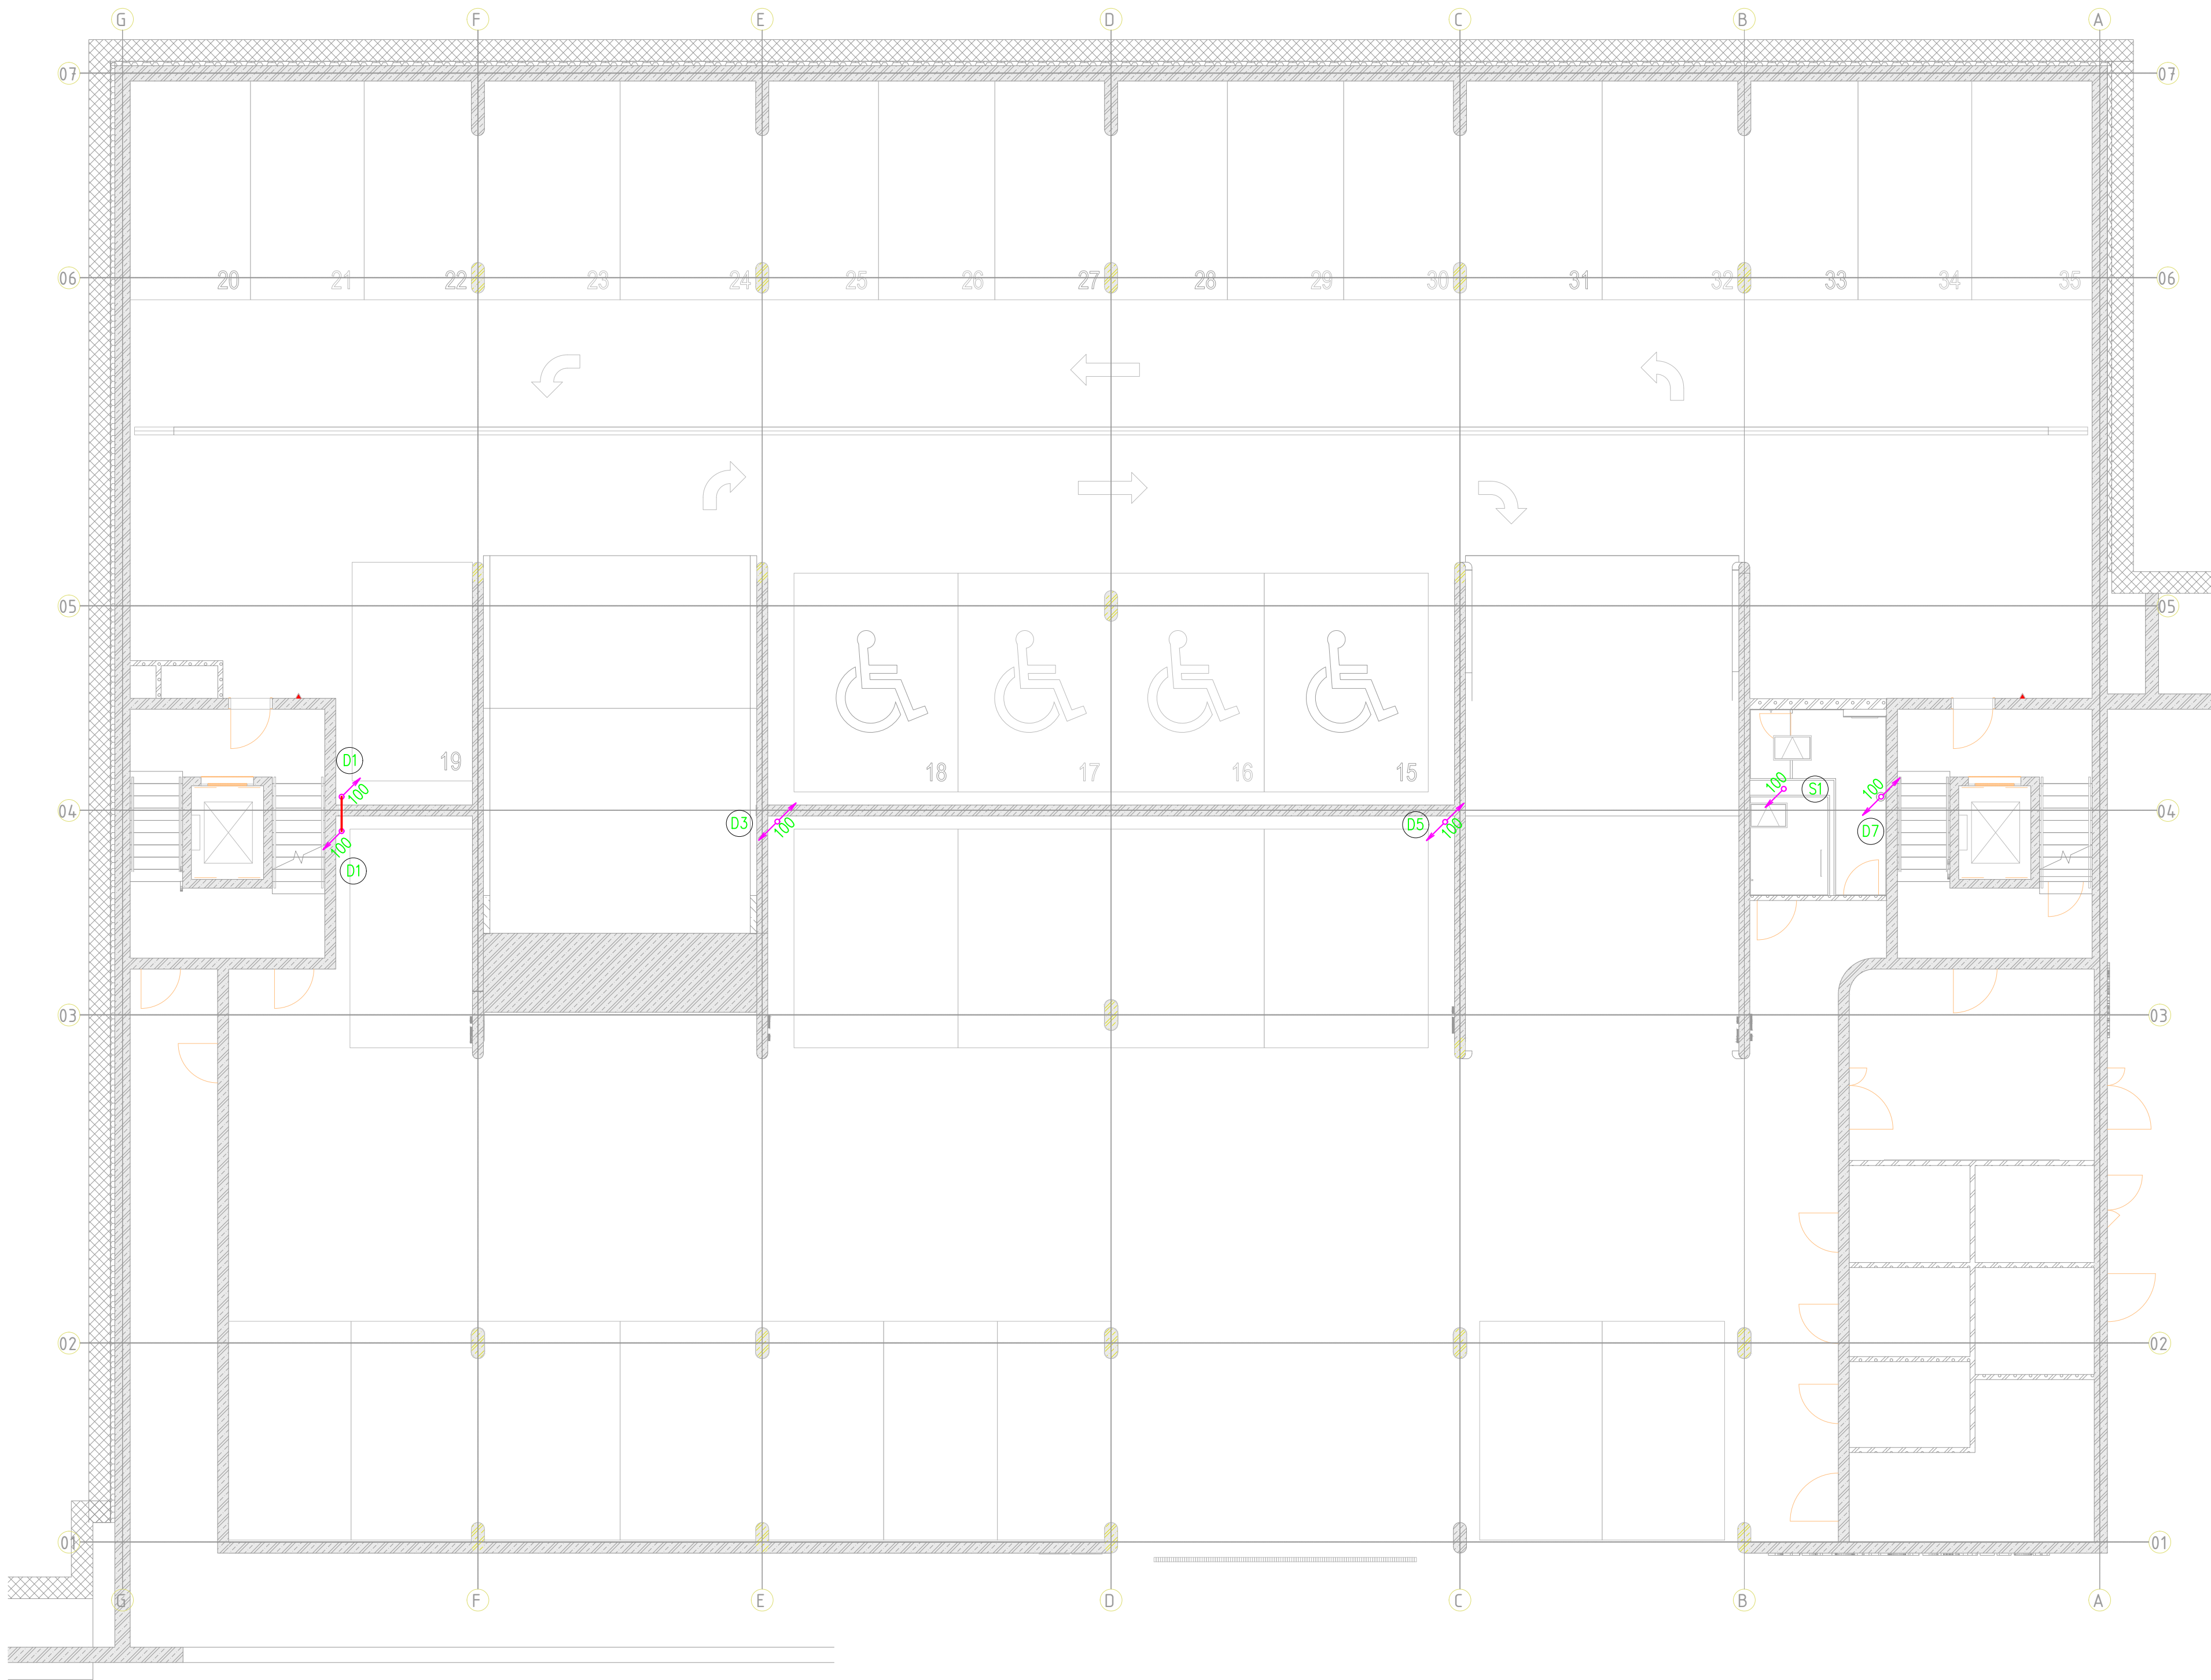 G F E D C B A
07 07
20 21 22 23 24 25 26 27 28 29 30 31 32 33 34 35
06 06
05 05
D1 19 18 17 16 15
100 100 100 100 S1 100
04 04
D3 D5 D7
100
D1
03 03
02 02
01 01
G F E D C B A